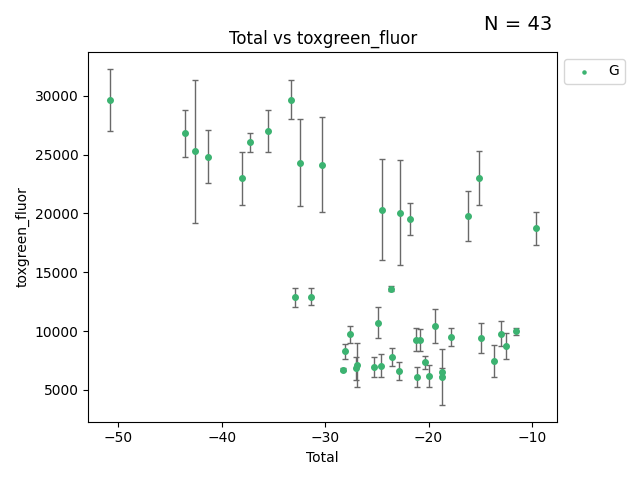 N = 43
Total vs toxgreen_fluor
G
30000
25000
20000
15000
10000
5000
toxgreen_fluor
−50 −40 −30 −20 −10
Total